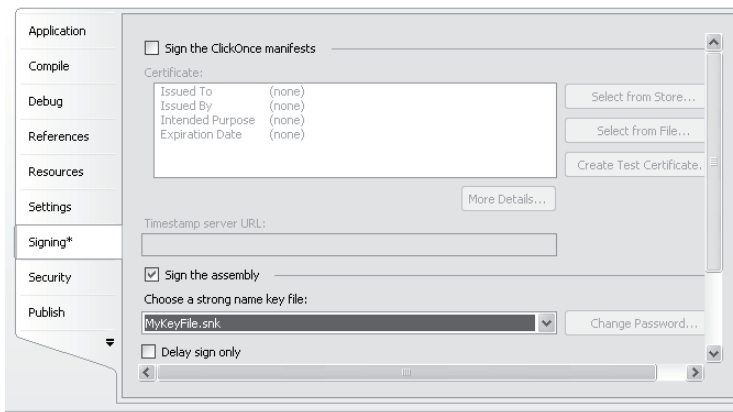 Application
Compile
Debug
References
Resources
Settings
Signing*
Security
Publish
Sign the ClickOnce manifests
Certificate:
Issued To (none)
Issued By (none)
Intended Purpose (none)
Expiration Date (none)
Select from Store...
Select from File...
Create Test Certificate.
More Details...
Timestamp server URL:
Sign the assembly
Choose a strong name key file:
MyKeyFile.snk
Change Password...
Delay sign only